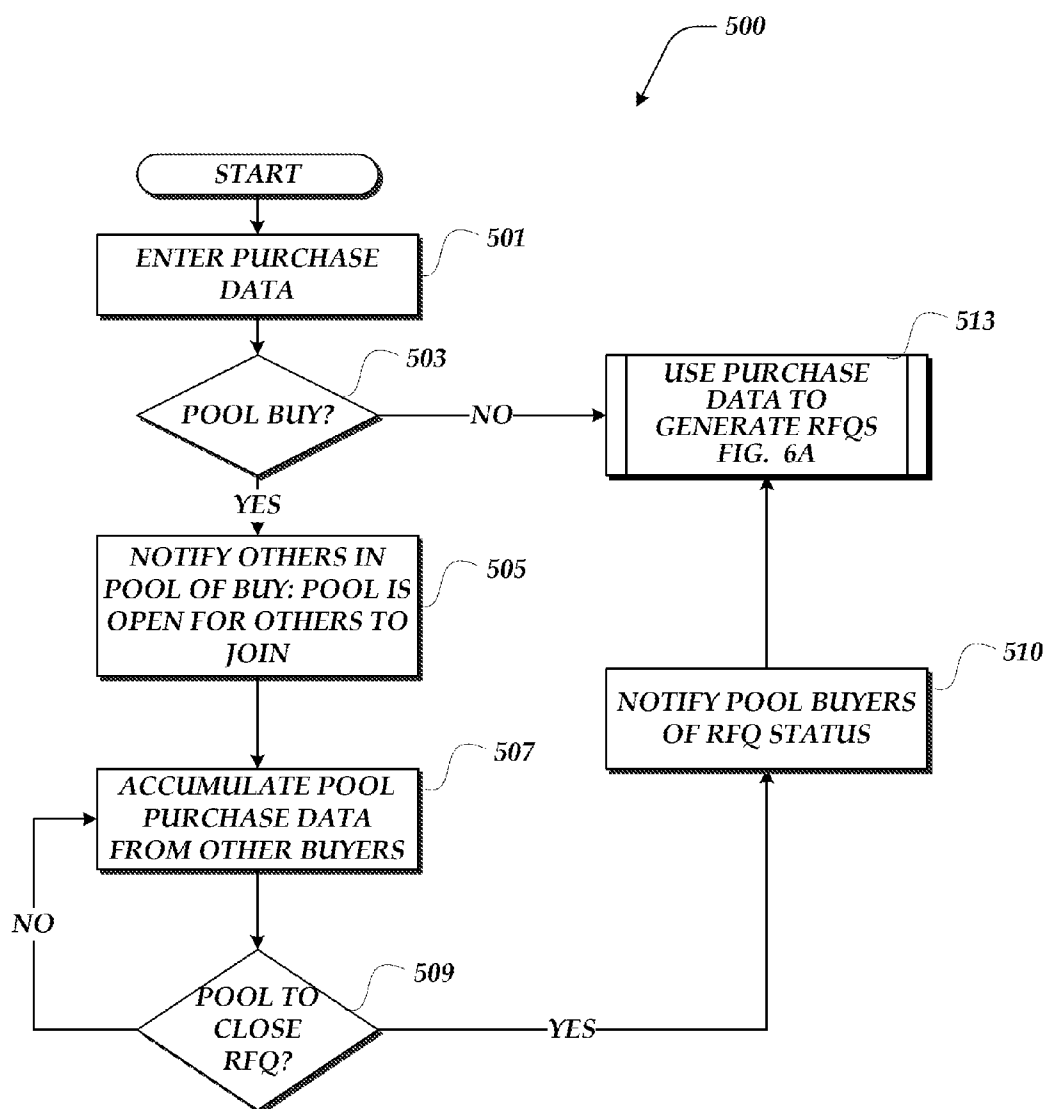 500
START
501
ENTER PURCHASE
DATA
503
POOL BUY?
NO
513
USE PURCHASE
DATA TO
GENERATE RFQS
FIG. 6A
YES
NOTIFY OTHERS IN
POOL OF BUY: POOL IS
OPEN FOR OTHERS TO
JOIN
505
510
NOTIFY POOL BUYERS
OF RFQ STATUS
507
ACCUMULATE POOL
PURCHASE DATA
FROM OTHER BUYERS
NO
509
POOL TO
CLOSE
RFQ?
YES